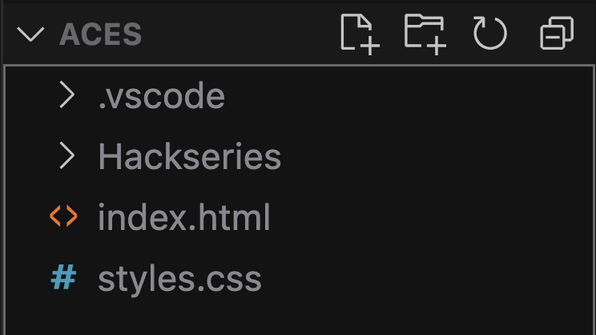 ACES
.vscode
Hackseries
index.html
styles.css